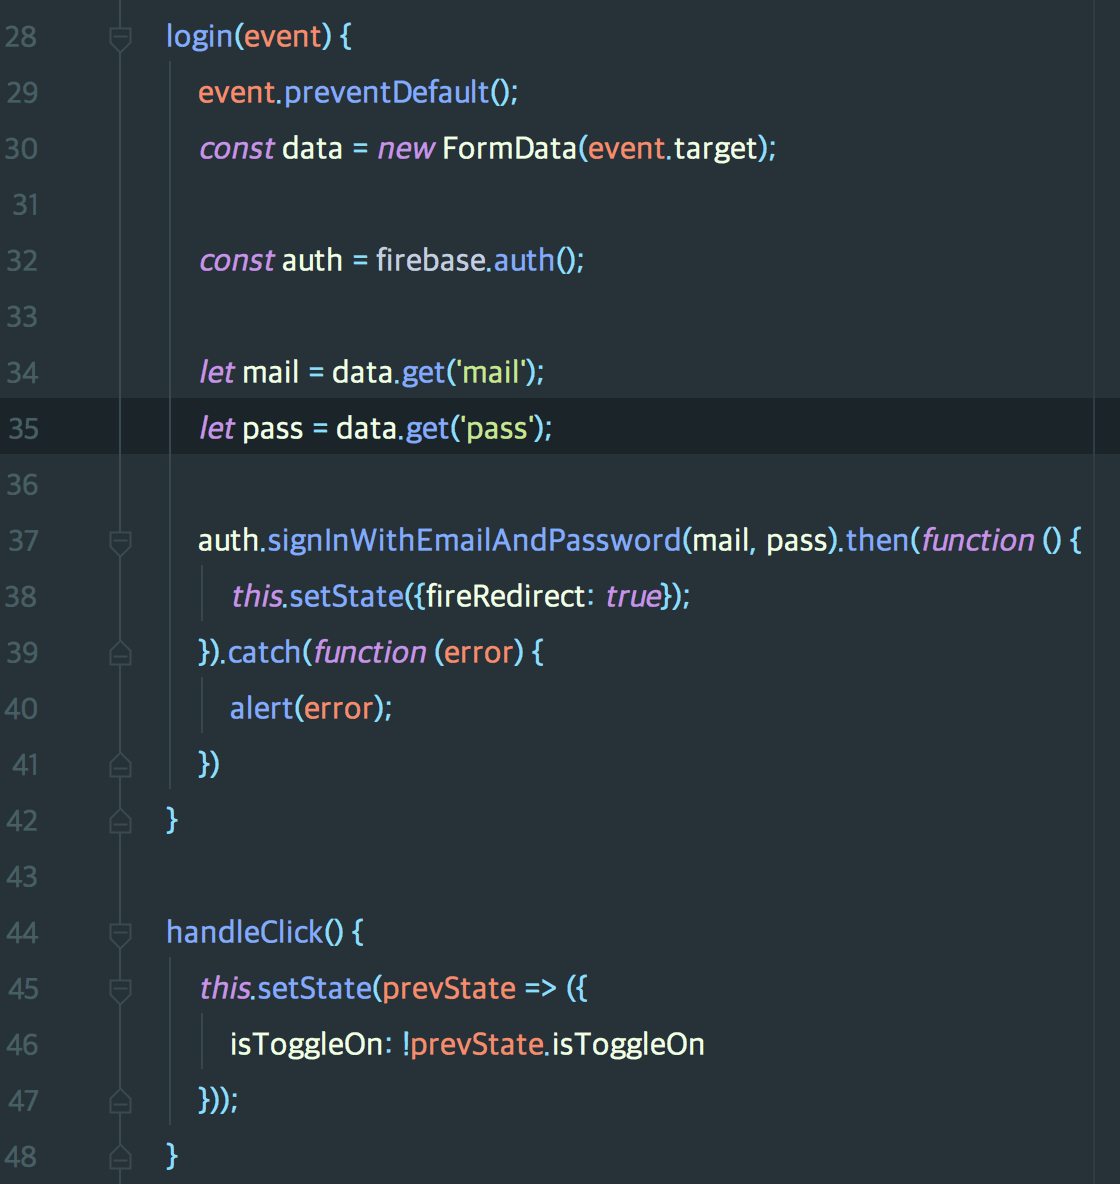 28 login(event) {
29 event.preventDefault();
30 const data = new FormData(event.target);
31
32 const auth = firebase.auth();
33
34 let mail = data.get('mail');
35 let pass = data.get('pass');
36
37 auth.signInWithEmailAndPassword(mail, pass).then(function () {
38 this.setState({fireRedirect: true});
39 }).catch(function (error) {
40 alert(error);
41 })
42 }
43
44 handleClick() {
45 this.setState(prevState => ({
46 isToggleOn: !prevState.isToggleOn
47 }));
48 }